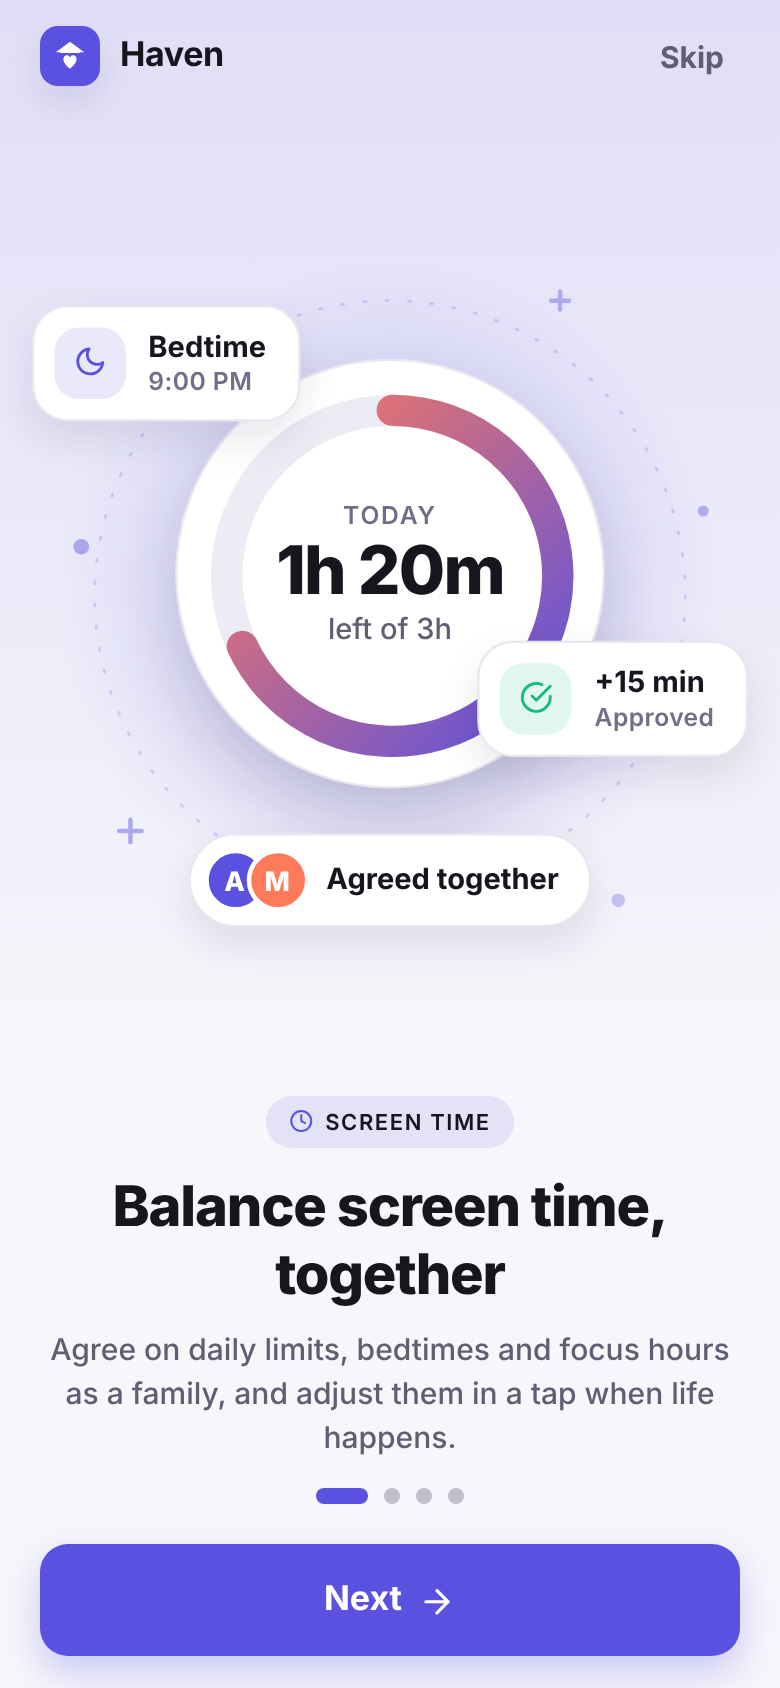 Haven
Skip
Bedtime
9:00 PM
TODAY
1h 20m
left of 3h
+15 min
Approved
A M Agreed together
SCREEN TIME
Balance screen time,
together
Agree on daily limits, bedtimes and focus hours
as a family, and adjust them in a tap when life
happens.
Next